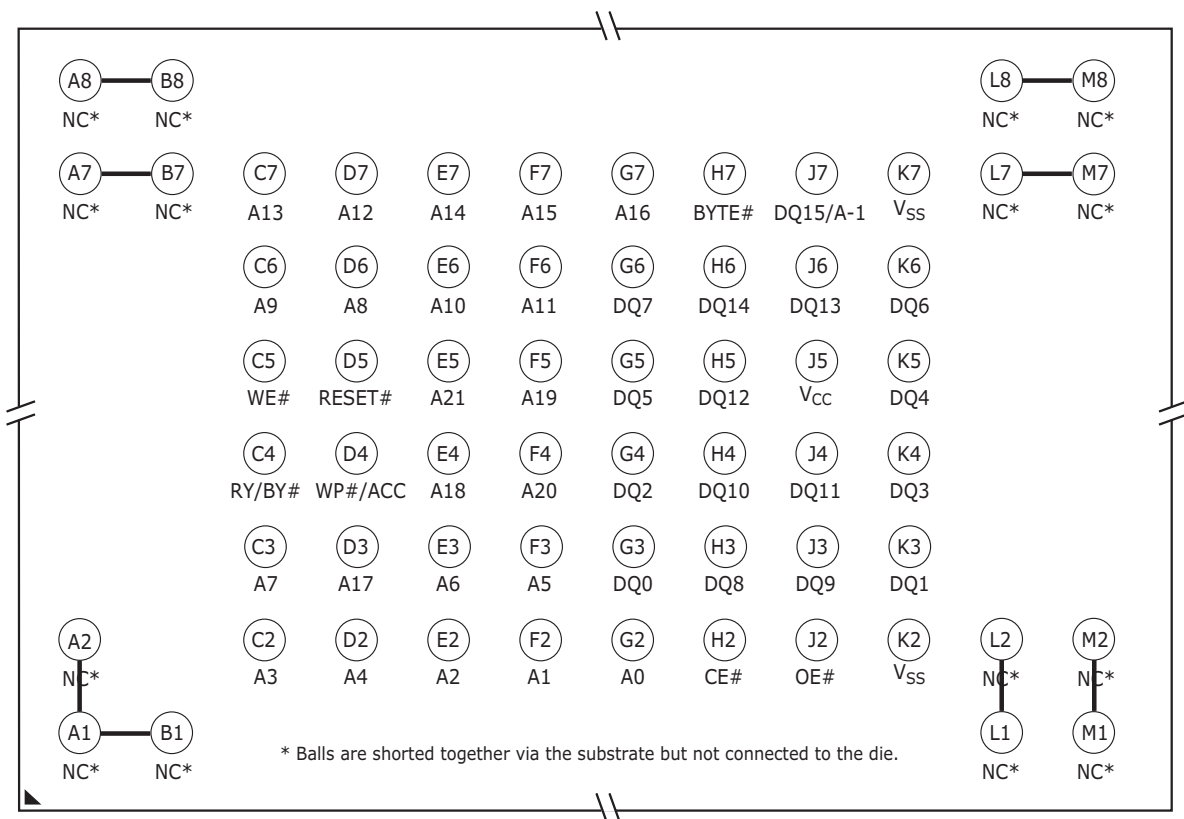 A8 B8 L8 M8
NC* NC* NC* NC*
A7 B7 C7 D7 E7 F7 G7 H7 J7 K7 L7 M7
NC* NC* A13 A12 A14 A15 A16 BYTE# DQ15/A-1 VSS NC* NC*
C6 D6 E6 F6 G6 H6 J6 K6
A9 A8 A10 A11 DQ7 DQ14 DQ13 DQ6
C5 D5 E5 F5 G5 H5 J5 K5
WE# RESET# A21 A19 DQ5 DQ12 VCC DQ4
C4 D4 E4 F4 G4 H4 J4 K4
RY/BY# WP#/ACC A18 A20 DQ2 DQ10 DQ11 DQ3
C3 D3 E3 F3 G3 H3 J3 K3
A7 A17 A6 A5 DQ0 DQ8 DQ9 DQ1
A2 C2 D2 E2 F2 G2 H2 J2 K2 L2 M2
NC* A3 A4 A2 A1 A0 CE# OE# VSS NC* NC*
A1 B1 L1 M1
* Balls are shorted together via the substrate but not connected to the die.
NC* NC* NC* NC*